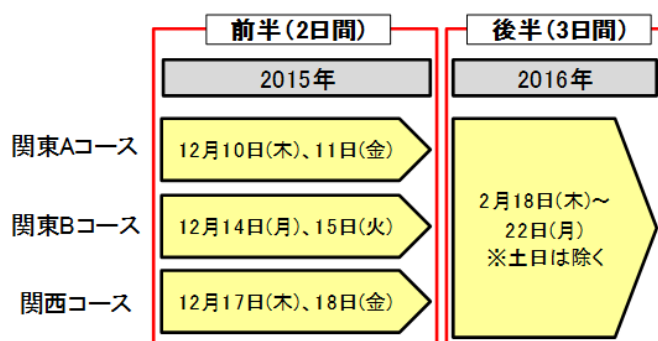 前半(2日間)
後半(3日間)
2015年
2016年
関東Aコース
12月10日(木)、11日(金)
関東Bコース
12月14日(月)、15日(火)
関西コース
12月17日(木)、18日(金)
2月18日(木)～
22日(月)
※土日は除く